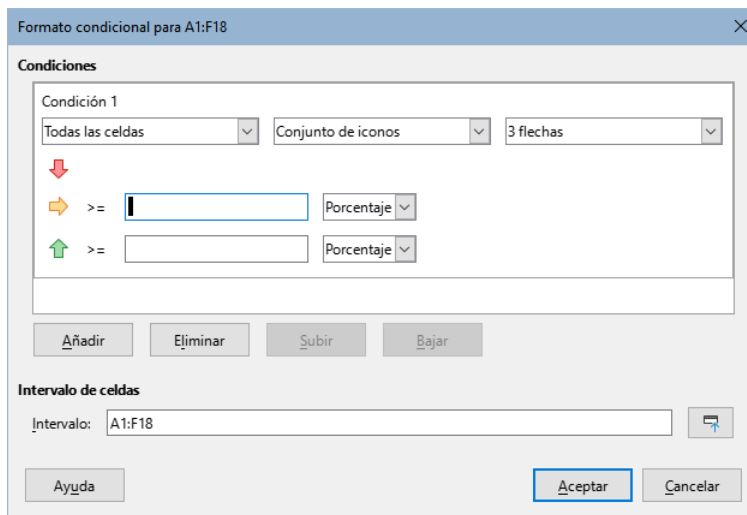 Formato condicional para A1:F18
Condiciones
Condición 1
Todas las celdas Conjunto de iconos 3 flechas
>= Porcentaje
>= Porcentaje
Añadir Eliminar Subir Bajar
Intervalo de celdas
Intervalo: A1:F18
Ayuda Aceptar Cancelar